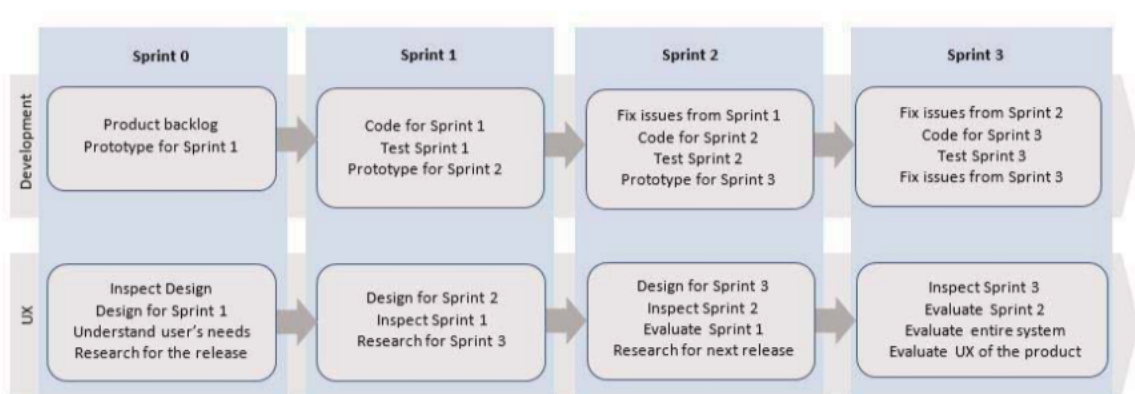 Sprint 0
Sprint 1
Sprint 2
Sprint 3
Development
Product backlog
Prototype for Sprint 1
Code for Sprint 1
Test Sprint 1
Prototype for Sprint 2
Fix issues from Sprint 1
Code for Sprint 2
Test Sprint 2
Prototype for Sprint 3
Fix issues from Sprint 2
Code for Sprint 3
Test Sprint 3
Fix issues from Sprint 3
UX
Inspect Design
Design for Sprint 1
Understand user's needs
Research for the release
Design for Sprint 2
Inspect Sprint 1
Research for Sprint 3
Design for Sprint 3
Inspect Sprint 2
Evaluate Sprint 1
Research for next release
Inspect Sprint 3
Evaluate Sprint 2
Evaluate entire system
Evaluate UX of the product